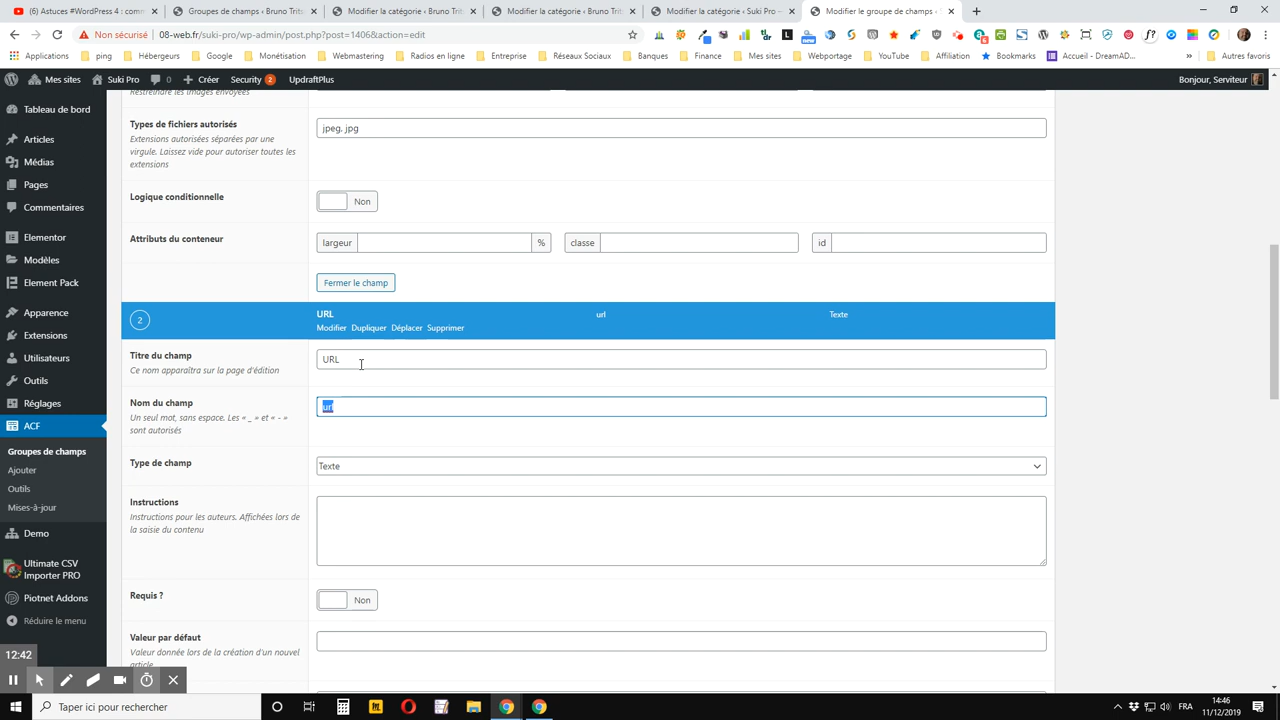 (6) Astuces #WordPress 4 : comm
Groupes de champs ‹ Bruno Trit
Modifier la catégorie ‹ Bruno Trit
Modifier la catégorie ‹ Bruno Trit
Modifier la catégorie ‹ Suki Pro —
Modifier le groupe de champs ‹
Non sécurisé
08-web.fr/suki-pro/wp-admin/post.php?post=1406&action=edit
Applications
ping
Hébergeurs
Google
Monétisation
Webmastering
Radios en ligne
Entreprise
Réseaux Sociaux
Banques
Finance
Mes sites
Webportage
YouTube
Affiliation
Bookmarks
Accueil - DreamAD...
Autres favoris
Mes sites
Suki Pro
0
Créer
Security 2
UpdraftPlus
Bonjour, Serviteur
Tableau de bord
Articles
Médias
Pages
Commentaires
Elementor
Modèles
Element Pack
Apparence
Extensions
Utilisateurs
Outils
Réglages
ACF
Groupes de champs
Ajouter
Outils
Mises-à-jour
Demo
Ultimate CSV
Importer PRO
Piotnet Addons
Réduire le menu
Restreindre les images envoyées
Types de fichiers autorisés
Extensions autorisées séparées par une
virgule. Laissez vide pour autoriser toutes les
extensions
jpeg, jpg
Logique conditionnelle
Non
Attributs du conteneur
largeur
%
classe
id
Fermer le champ
2
URL
url
Texte
Modifier Dupliquer Déplacer Supprimer
Titre du champ
Ce nom apparaîtra sur la page d'édition
URL
Nom du champ
Un seul mot, sans espace. Les « _ » et « - »
sont autorisés
url
Type de champ
Texte
Instructions
Instructions pour les auteurs. Affichées lors de
la saisie du contenu
Requis ?
Non
Valeur par défaut
Valeur donnée lors de la création d'un nouvel
article
12:42
Taper ici pour rechercher
FRA
14:46
11/12/2019